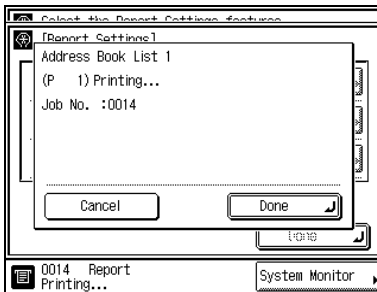 Select the Report Settings features.
[Report Settings]
Address Book List 1
(P   1) Printing...
Job No. :0014
Cancel
Done
Done
0014  Report
Printing...
System Monitor